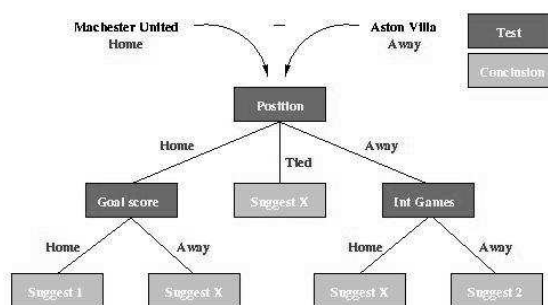 Machester United – Aston Villa
Home Away
Test
Conclusion
Position
Home Tied Away
Goal score Suggest X Int Games
Home Away Home Away
Suggest 1 Suggest X Suggest X Suggest 2